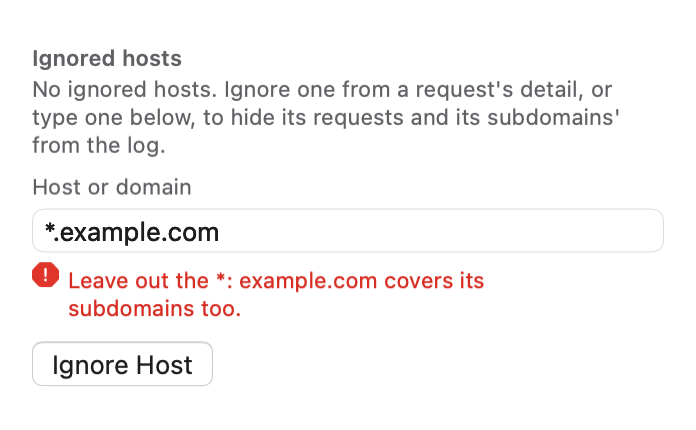 Ignored hosts
No ignored hosts. Ignore one from a request's detail, or
type one below, to hide its requests and its subdomains'
from the log.
Host or domain
*.example.com
Leave out the *: example.com covers its
subdomains too.
Ignore Host